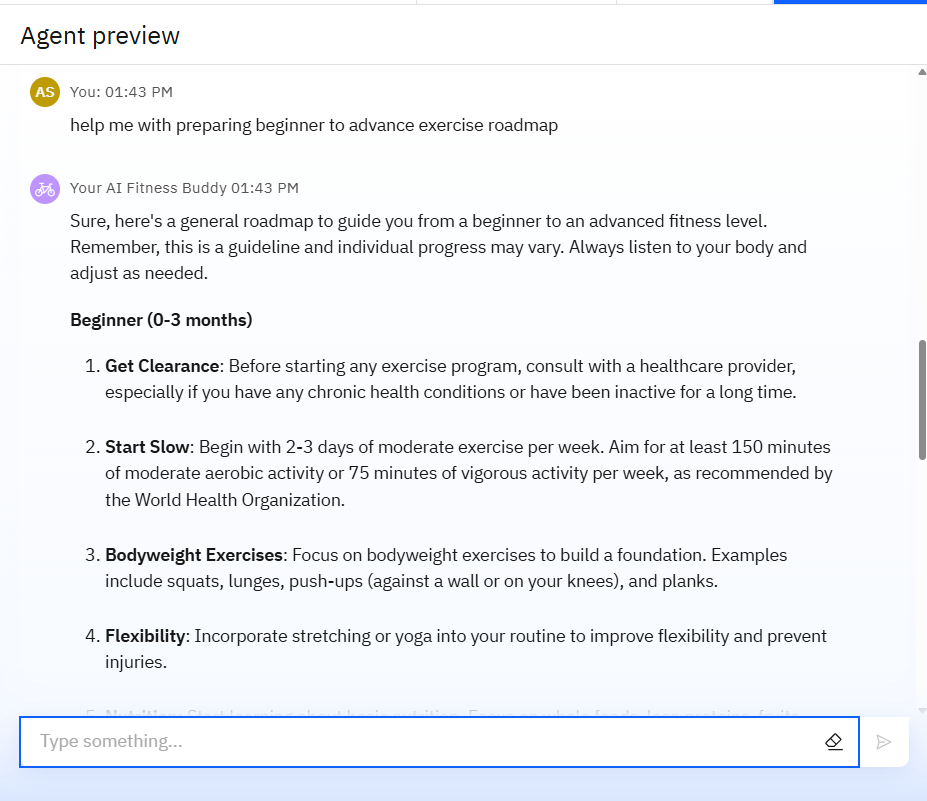 Agent preview
AS
You: 01:43 PM
help me with preparing beginner to advance exercise roadmap
Your AI Fitness Buddy 01:43 PM
Sure, here's a general roadmap to guide you from a beginner to an advanced fitness level.
Remember, this is a guideline and individual progress may vary. Always listen to your body and
adjust as needed.
Beginner (0-3 months)
1. Get Clearance: Before starting any exercise program, consult with a healthcare provider,
especially if you have any chronic health conditions or have been inactive for a long time.
2. Start Slow: Begin with 2-3 days of moderate exercise per week. Aim for at least 150 minutes
of moderate aerobic activity or 75 minutes of vigorous activity per week, as recommended by
the World Health Organization.
3. Bodyweight Exercises: Focus on bodyweight exercises to build a foundation. Examples
include squats, lunges, push-ups (against a wall or on your knees), and planks.
4. Flexibility: Incorporate stretching or yoga into your routine to improve flexibility and prevent
injuries.
Type something...